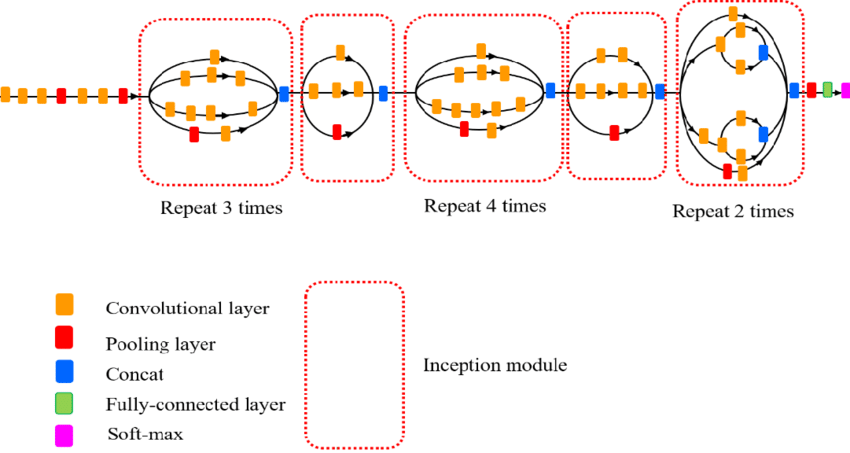 Repeat 3 times
Repeat 4 times
Repeat 2 times
Convolutional layer
Pooling layer
Concat
Fully-connected layer
Soft-max
Inception module